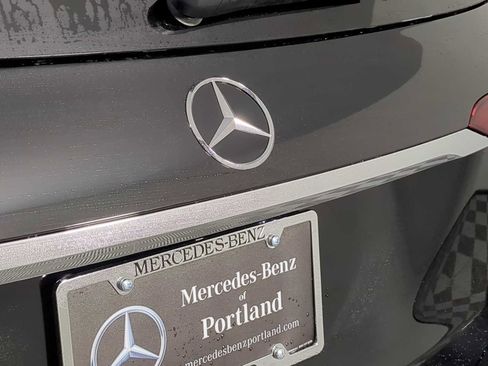 MERCEDES-BENZ
Mercedes-Benz
of
Portland
mercedesbenzportland.com